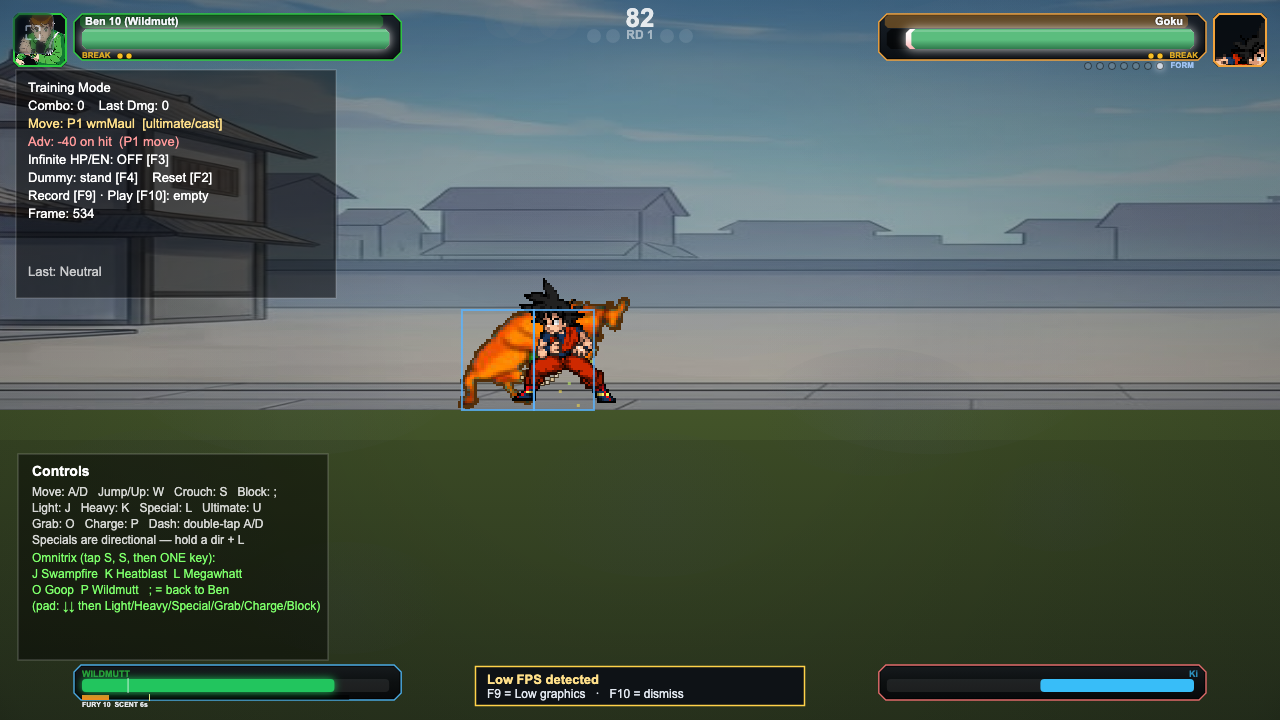 Ben 10 (Wildmutt)
BREAK
82
RD 1
Goku
BREAK
FORM
Training Mode
Combo: 0 Last Dmg: 0
Move: P1 wmMaul [ultimate/cast]
Adv: -40 on hit (P1 move)
Infinite HP/EN: OFF [F3]
Dummy: stand [F4] Reset [F2]
Record [F9] · Play [F10]: empty
Frame: 534
Last: Neutral
Controls
Move: A/D Jump/Up: W Crouch: S Block: ;
Light: J Heavy: K Special: L Ultimate: U
Grab: O Charge: P Dash: double-tap A/D
Specials are directional — hold a dir + L
Omnitrix (tap S, S, then ONE key):
J Swampfire K Heatblast L Megawhatt
O Goop P Wildmutt ; = back to Ben
(pad: ↓↓ then Light/Heavy/Special/Grab/Charge/Block)
WILDMUTT
FURY 10 SCENT 6s
Low FPS detected
F9 = Low graphics · F10 = dismiss
Ki